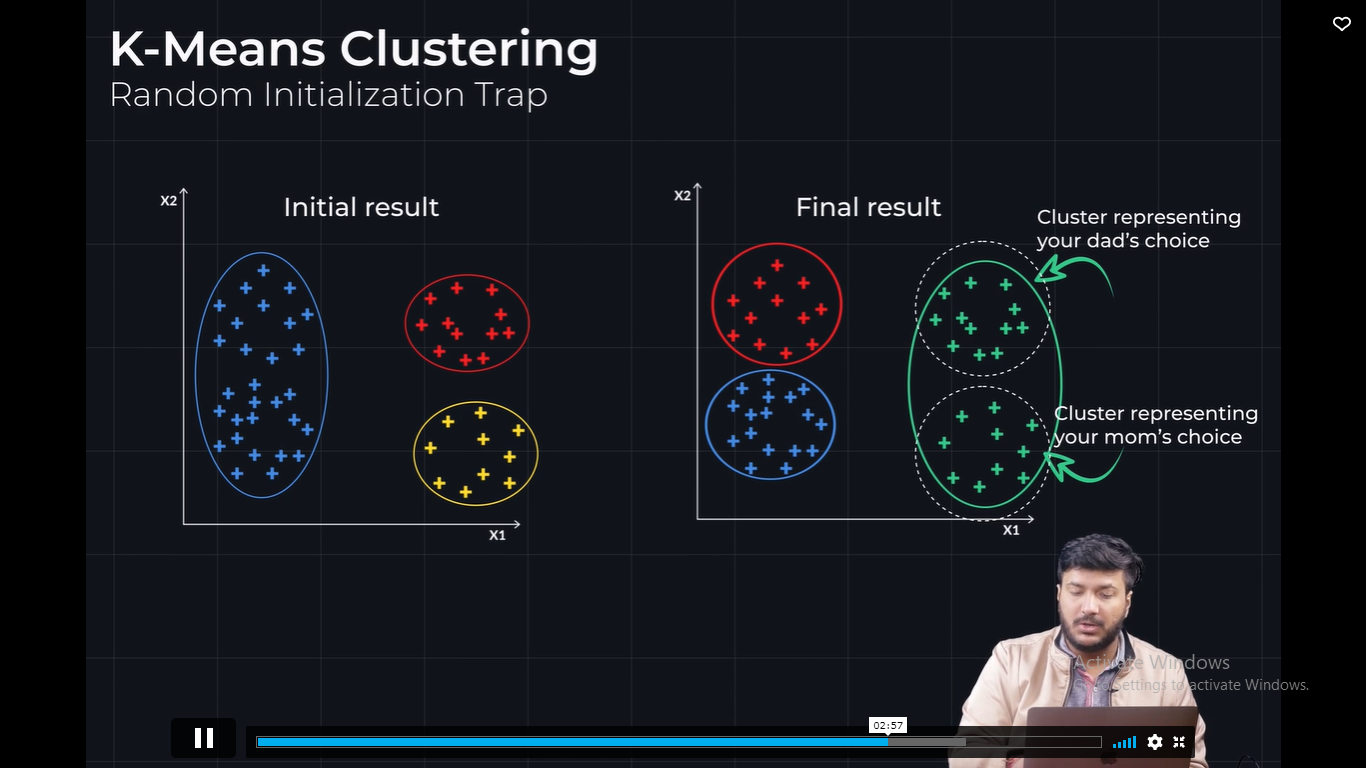 K-Means Clustering
Random Initialization Trap
X2
Initial result
X1
X2
Final result
Cluster representing
your dad's choice
Cluster representing
your mom's choice
X1
Activate Windows
Go to Settings to activate Windows.
02:57